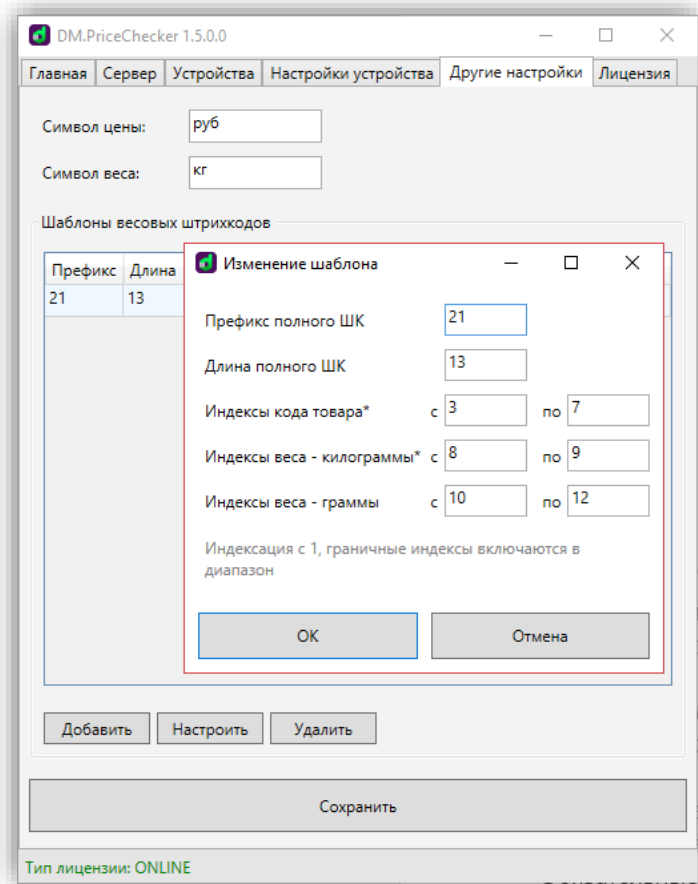 DM.PriceChecker 1.5.0.0
Главная Сервер Устройства Настройки устройства Другие настройки Лицензия
Символ цены: руб
Символ веса: кг
Шаблоны весовых штрихкодов
Префикс Длина
21 13
Изменение шаблона
Префикс полного ШК 21
Длина полного ШК 13
Индексы кода товара* с 3 по 7
Индексы веса - килограммы* с 8 по 9
Индексы веса - граммы с 10 по 12
Индексация с 1, граничные индексы включаются в
диапазон
ОК Отмена
Добавить Настроить Удалить
Сохранить
Тип лицензии: ONLINE